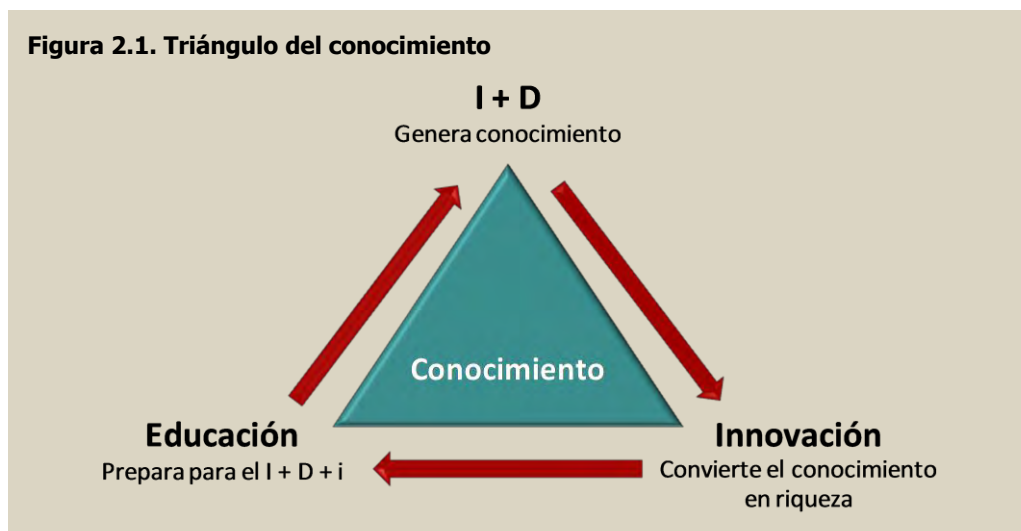 Figura 2.1. Triángulo del conocimiento
I + D
Genera conocimiento
Conocimiento
Educación
Prepara para el I + D + i
Innovación
Convierte el conocimiento
en riqueza